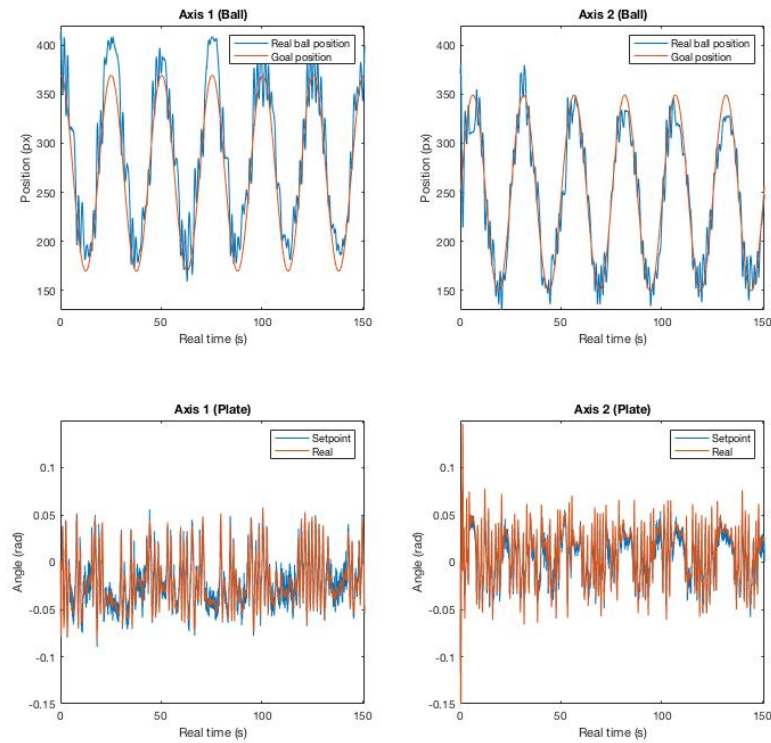 Axis 1 (Ball)
Position (px)
400
350
300
250
200
150
0
50
100
150
Real time (s)
Real ball position
Goal position
Axis 2 (Ball)
Position (px)
400
350
300
250
200
150
0
50
100
150
Real time (s)
Real ball position
Goal position
Axis 1 (Plate)
Angle (rad)
0.1
0.05
0
-0.05
-0.1
-0.15
0
50
100
150
Real time (s)
Setpoint
Real
Axis 2 (Plate)
Angle (rad)
0.1
0.05
0
-0.05
-0.1
-0.15
0
50
100
150
Real time (s)
Setpoint
Real